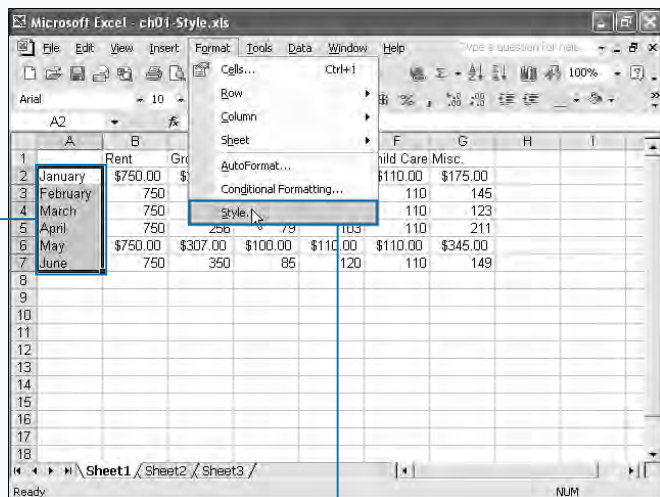 Microsoft Excel - ch01-Style.xls
File Edit View Insert Format Tools Data Window Help Type a question for help
Cells... Ctrl+1
100%
Arial 10
Row
A2 fx
Column
Sheet
A B F G H I
1 Rent Misc.
AutoFormat...
2 January $750.00 $110.00 $175.00
Conditional Formatting...
3 February 750 110 145
Style...
4 March 750 110 123
5 April 750 256 79 103 110 211
6 May $750.00 $307.00 $100.00 $110.00 $110.00 $345.00
7 June 750 350 85 120 110 149
8
9
10
11
12
13
14
15
16
17
18
Sheet1 Sheet2 Sheet3
Ready NUM